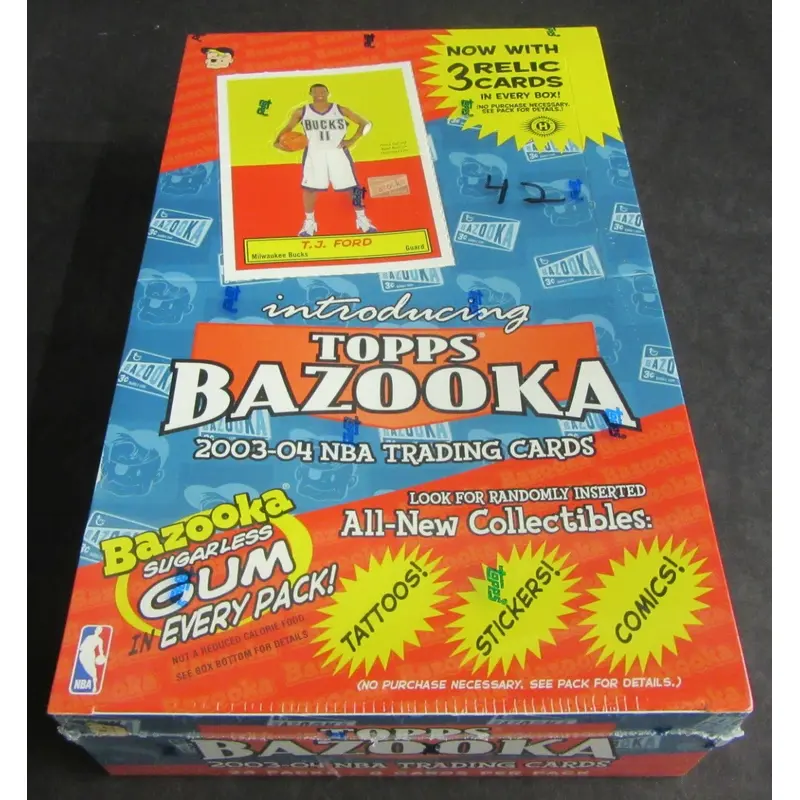 NOW WITH
3 RELIC
CARDS
IN EVERY BOX!
(NO PURCHASE NECESSARY.
SEE PACK FOR DETAILS.)
H
BUCKS
11
42
T.J. FORD
Milwaukee Bucks Guard
BAZOOKA
introducing
TOPPS®
BAZOOKA
2003-04 NBA TRADING CARDS
Bazooka
SUGARLESS
GUM
IN EVERY PACK!
NOT A REDUCED CALORIE FOOD
SEE BOX BOTTOM FOR DETAILS
LOOK FOR RANDOMLY INSERTED
All-New Collectibles:
TATTOOS!
STICKERS!
COMICS!
(NO PURCHASE NECESSARY. SEE PACK FOR DETAILS.)
NBA
TOPPS
BAZOOKA
2003-04 NBA TRADING CARDS